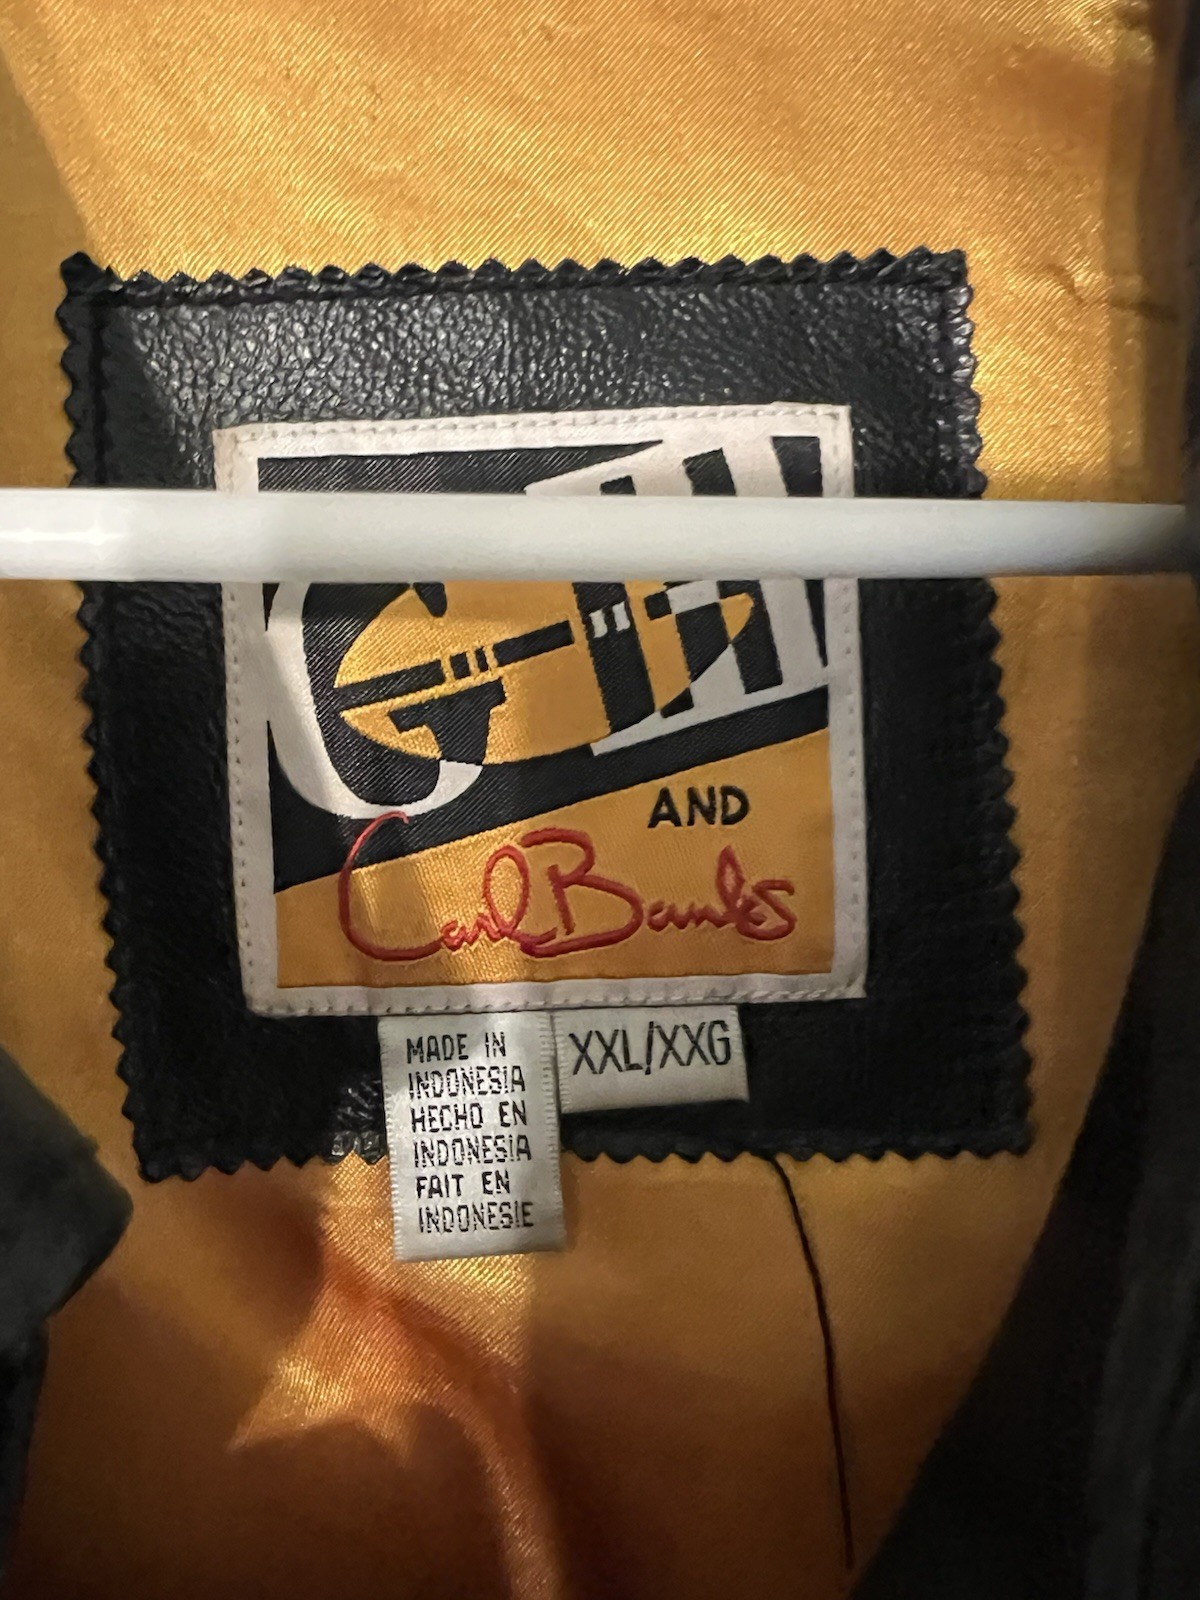 G-III
AND
Carl Banks
XXL/XXG
MADE IN
INDONESIA
HECHO EN
INDONESIA
FAIT EN
INDONESIE